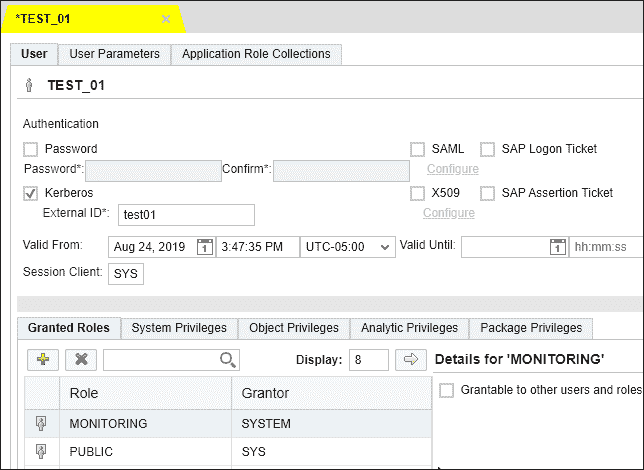 *TEST_01 ×
User User Parameters Application Role Collections
TEST_01
Authentication
Password SAML SAP Logon Ticket
Password*: Confirm*: Configure
Kerberos X509 SAP Assertion Ticket
External ID*: test01 Configure
Valid From: Aug 24, 2019 1 3:47:35 PM UTC-05:00 Valid Until: 1 hh:mm:ss
Session Client: SYS
Granted Roles System Privileges Object Privileges Analytic Privileges Package Privileges
Display: 8 Details for 'MONITORING'
Role Grantor Grantable to other users and roles
MONITORING SYSTEM
PUBLIC SYS